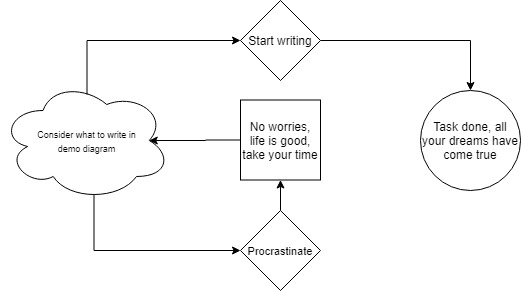 Start writing
Consider what to write in
demo diagram
No worries,
life is good,
take your time
Task done, all
your dreams have
come true
Procrastinate